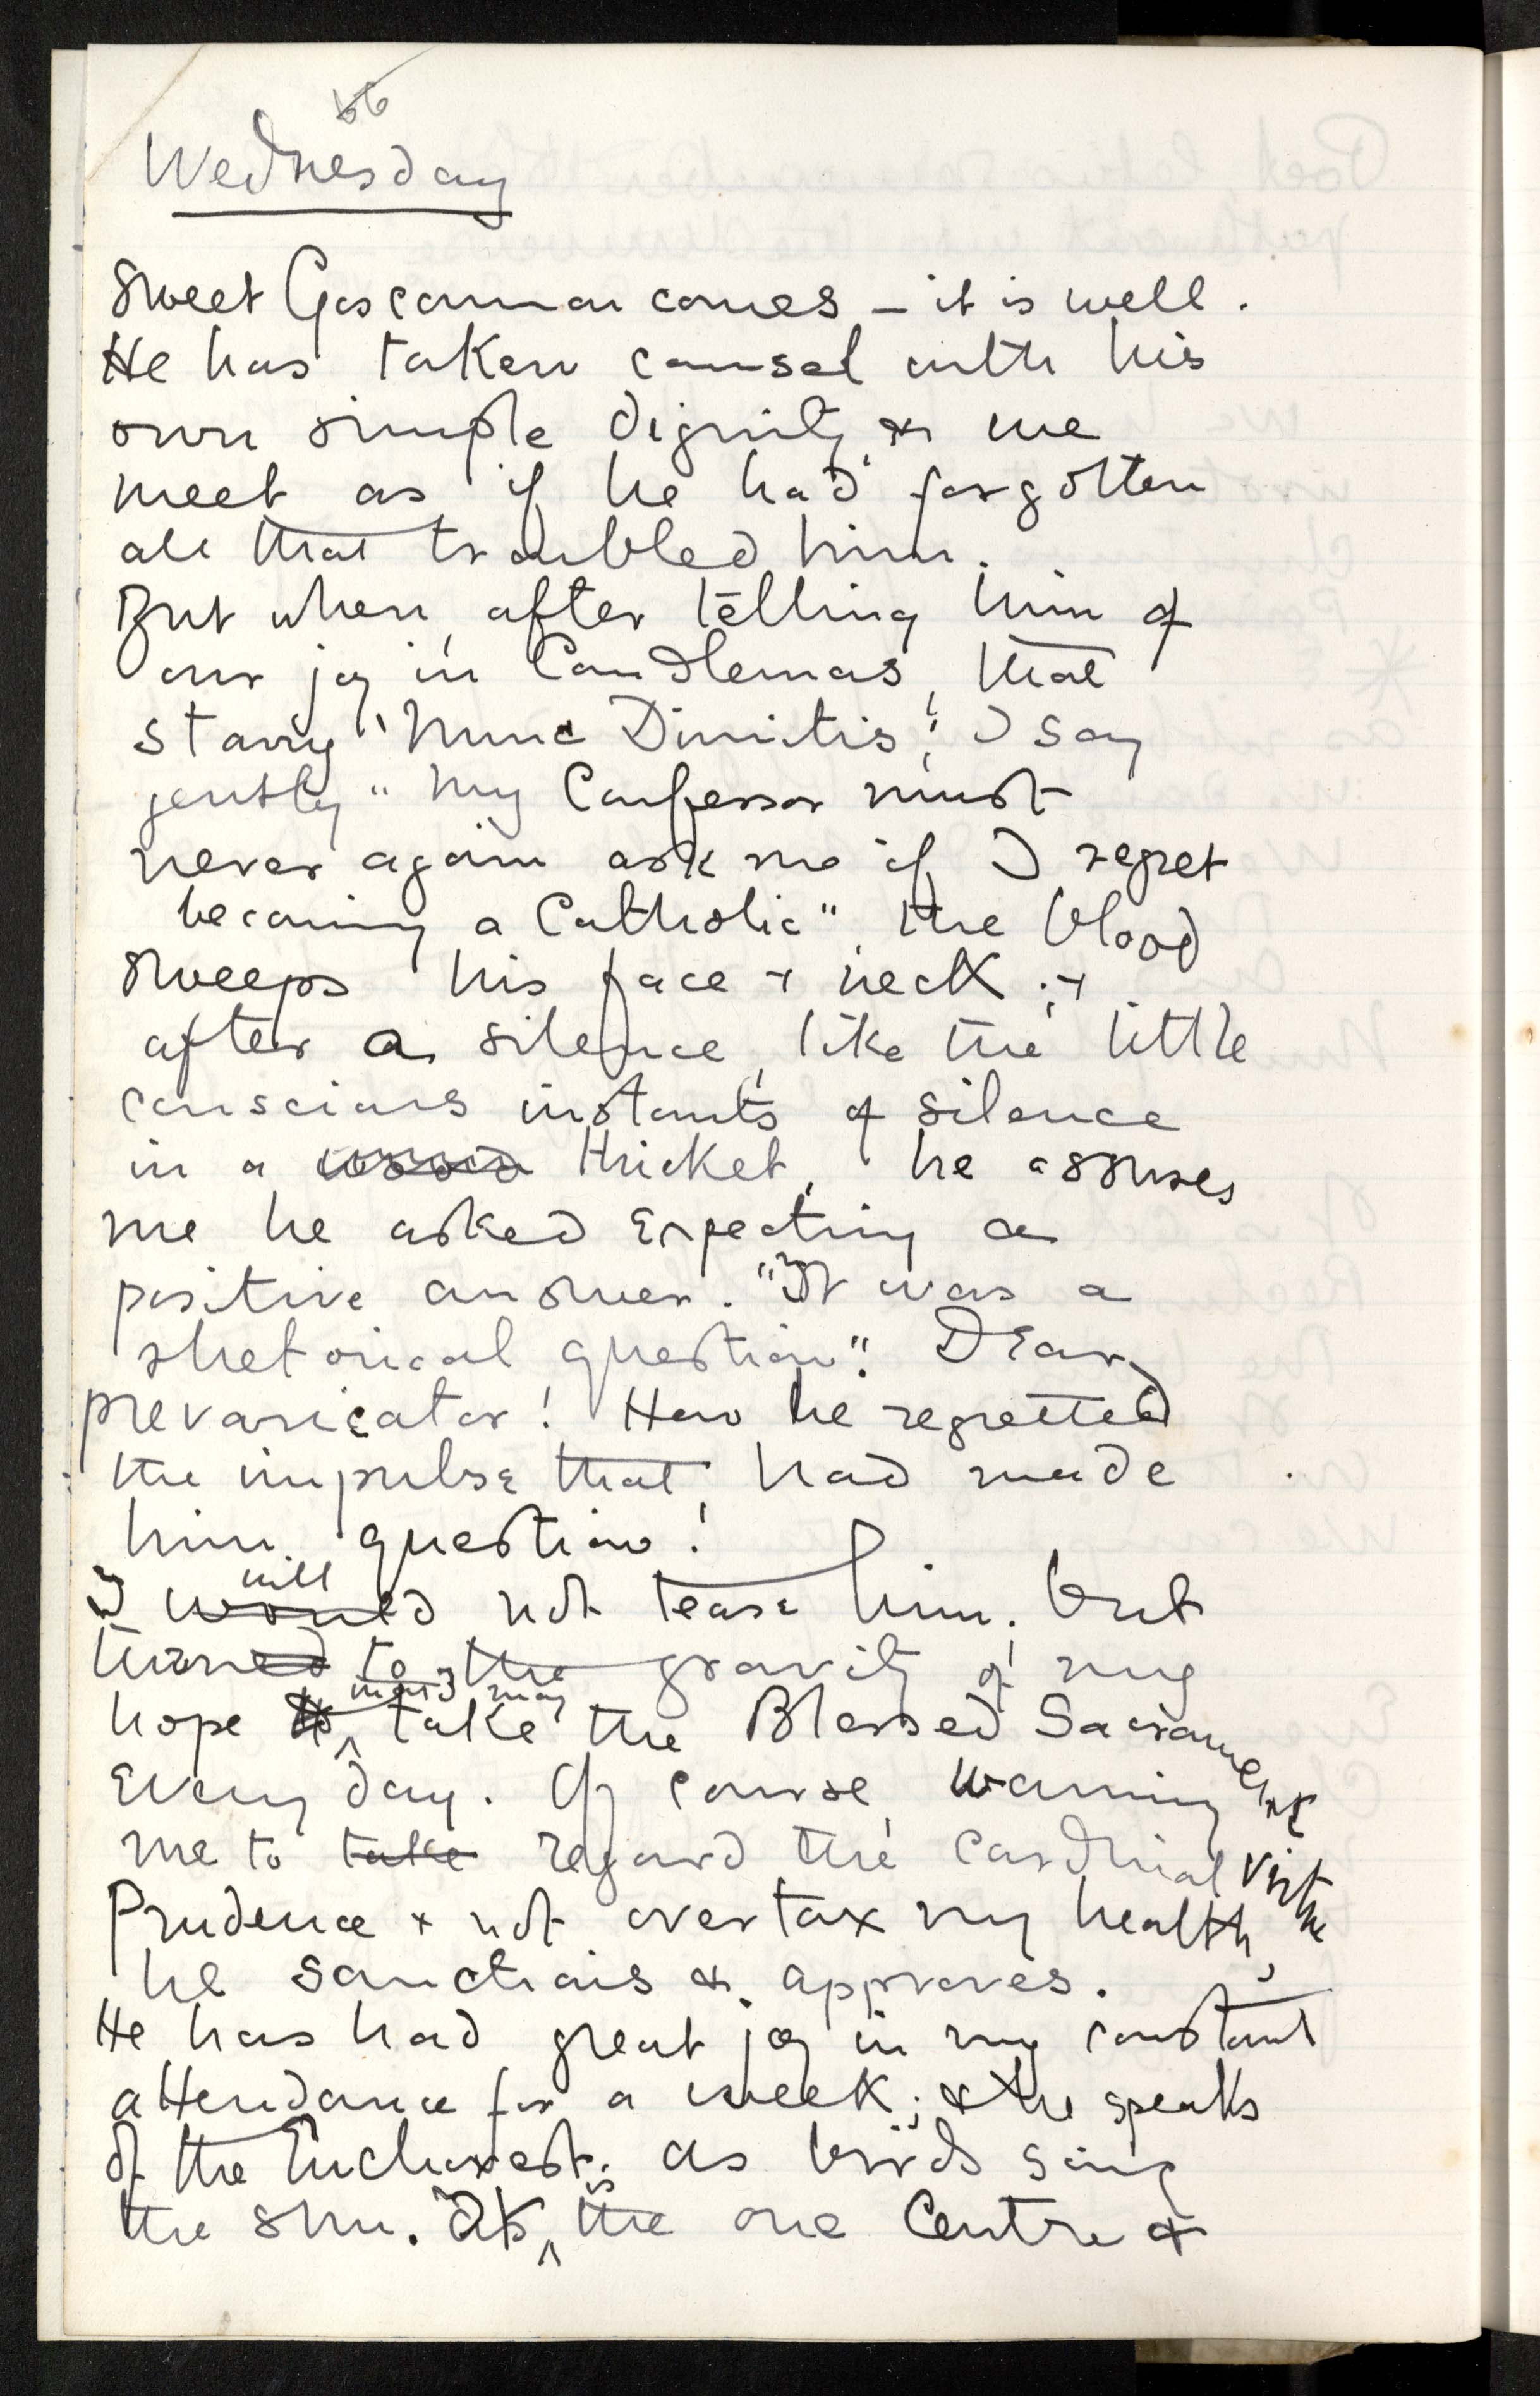 56
Wednesday
Sweet Goscannon comes – it is well.
He has taken counsel with his
own simple dignity, & we
meet as if he had forgotten
all that troubled him.
But when, after telling him of
our joy in Candlemas, that
starry 'Nunc Dimittis', I say
gently "My Confessor must
never again ask me if I regret
becoming a Catholic", the blood
sweeps his face & neck; &
after a silence, like the little
conscious instants of silence
in a wood thicket, he assures
me he asked expecting a
positive answer. "It was a
rhetorical question". Dear
prevaricator! How he regretted
the impulse that had made
him question!
will
I would not tease him, but
turned to the gravity of my
may
hope to take the Blessed Sacrament
every day. Of course, warning
me to take regard the cardinal virtue
Prudence & not overtax my health,
he sanctions & approves.
He has had great joy in my constant
attendance for a week; & he speaks
of the Eucharist as birds sing
the sun. "It is the one Centre &